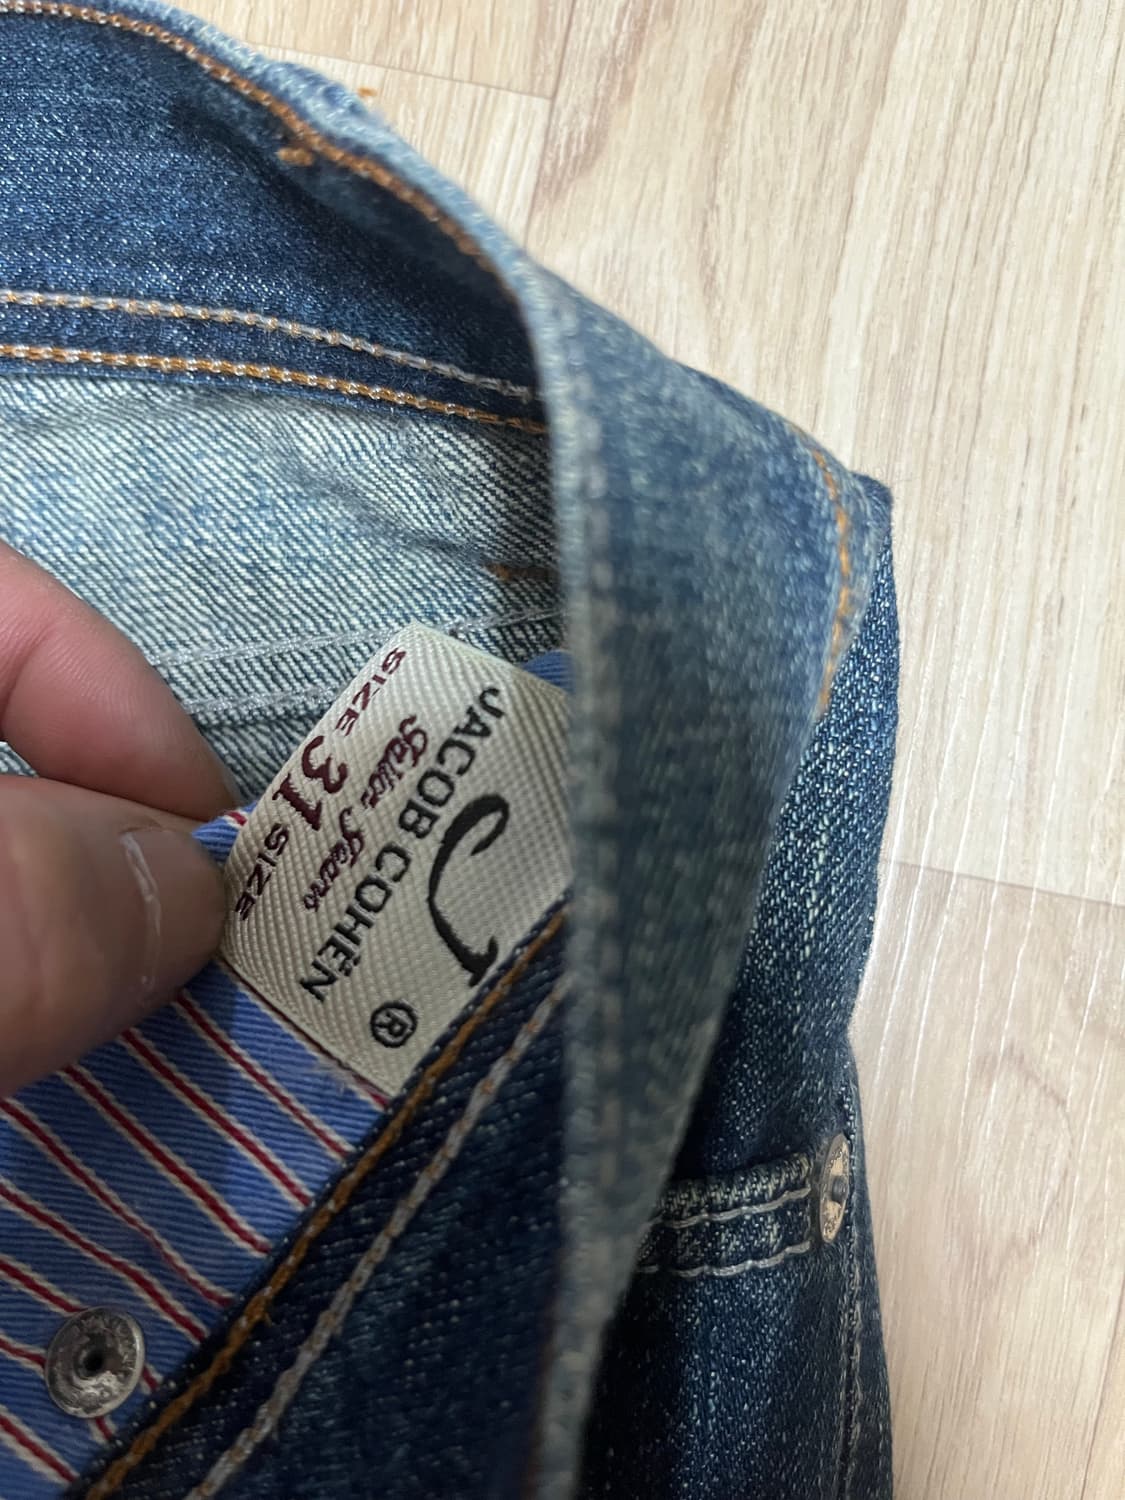 J
JACOB COHËN ®
Tailor Jeans
SIZE 31 SIZE